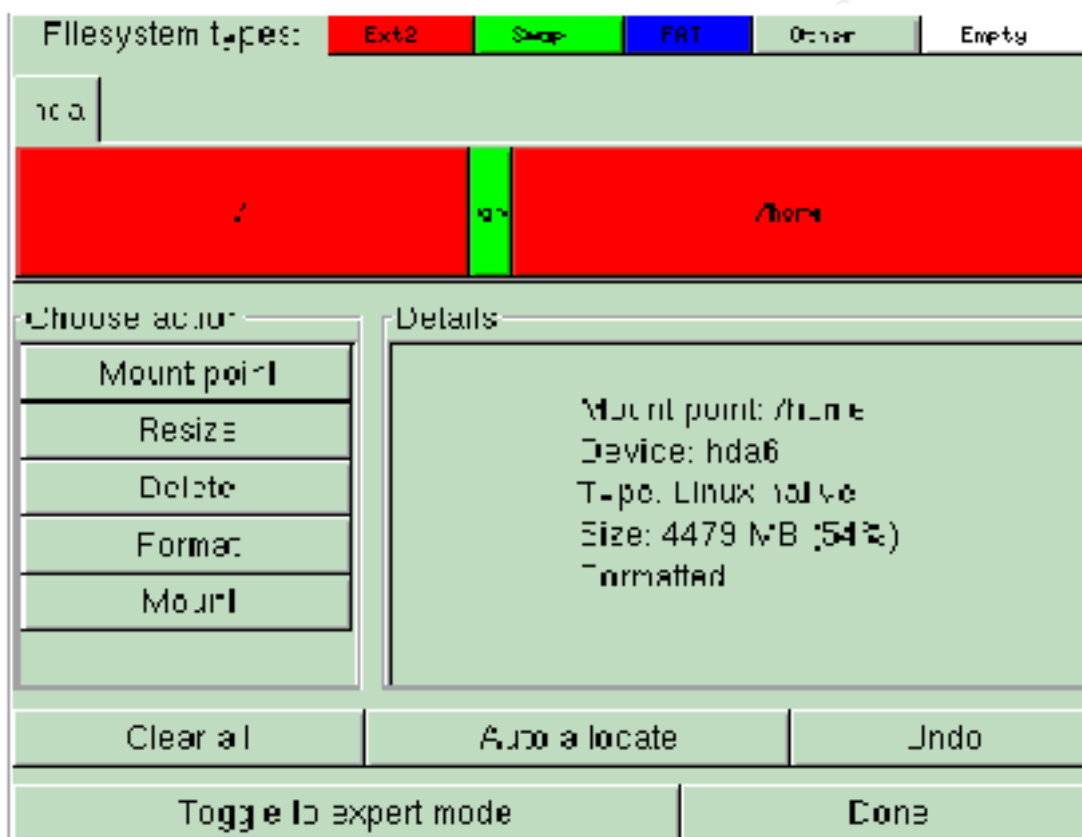 Filesystem types: Ext2 Swap FAT Other Empty
hda
/ /home
Choose action Details
Mount point
Resize
Delete
Format
Mount
Mount point: /home
Device: hda6
Type: Linux native
Size: 4479 MB (54%)
Formatted
Clear all Auto allocate Undo
Toggle to expert mode Done